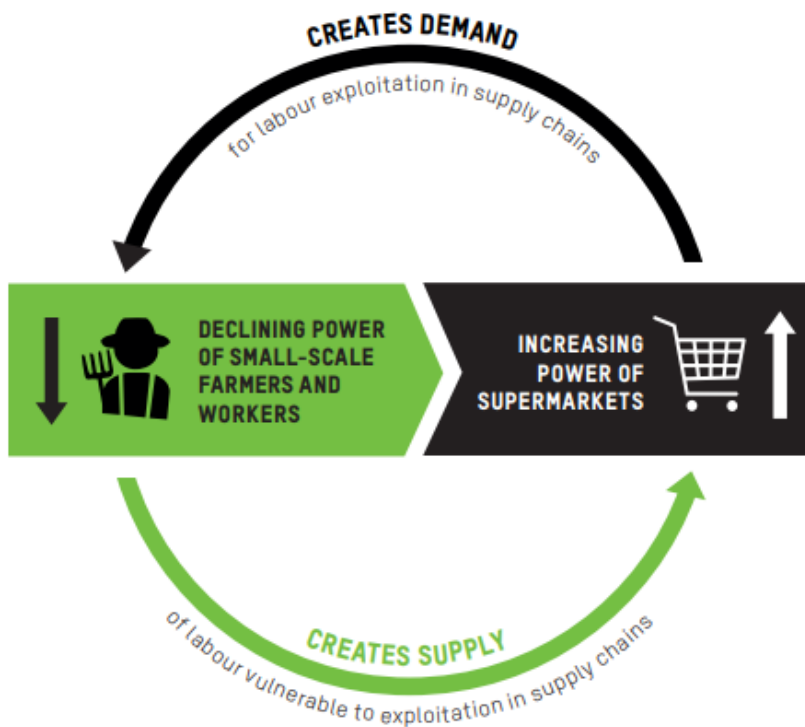 CREATES DEMAND
for labour exploitation in supply chains
DECLINING POWER
OF SMALL-SCALE
FARMERS AND
WORKERS
INCREASING
POWER OF
SUPERMARKETS
CREATES SUPPLY
of labour vulnerable to exploitation in supply chains